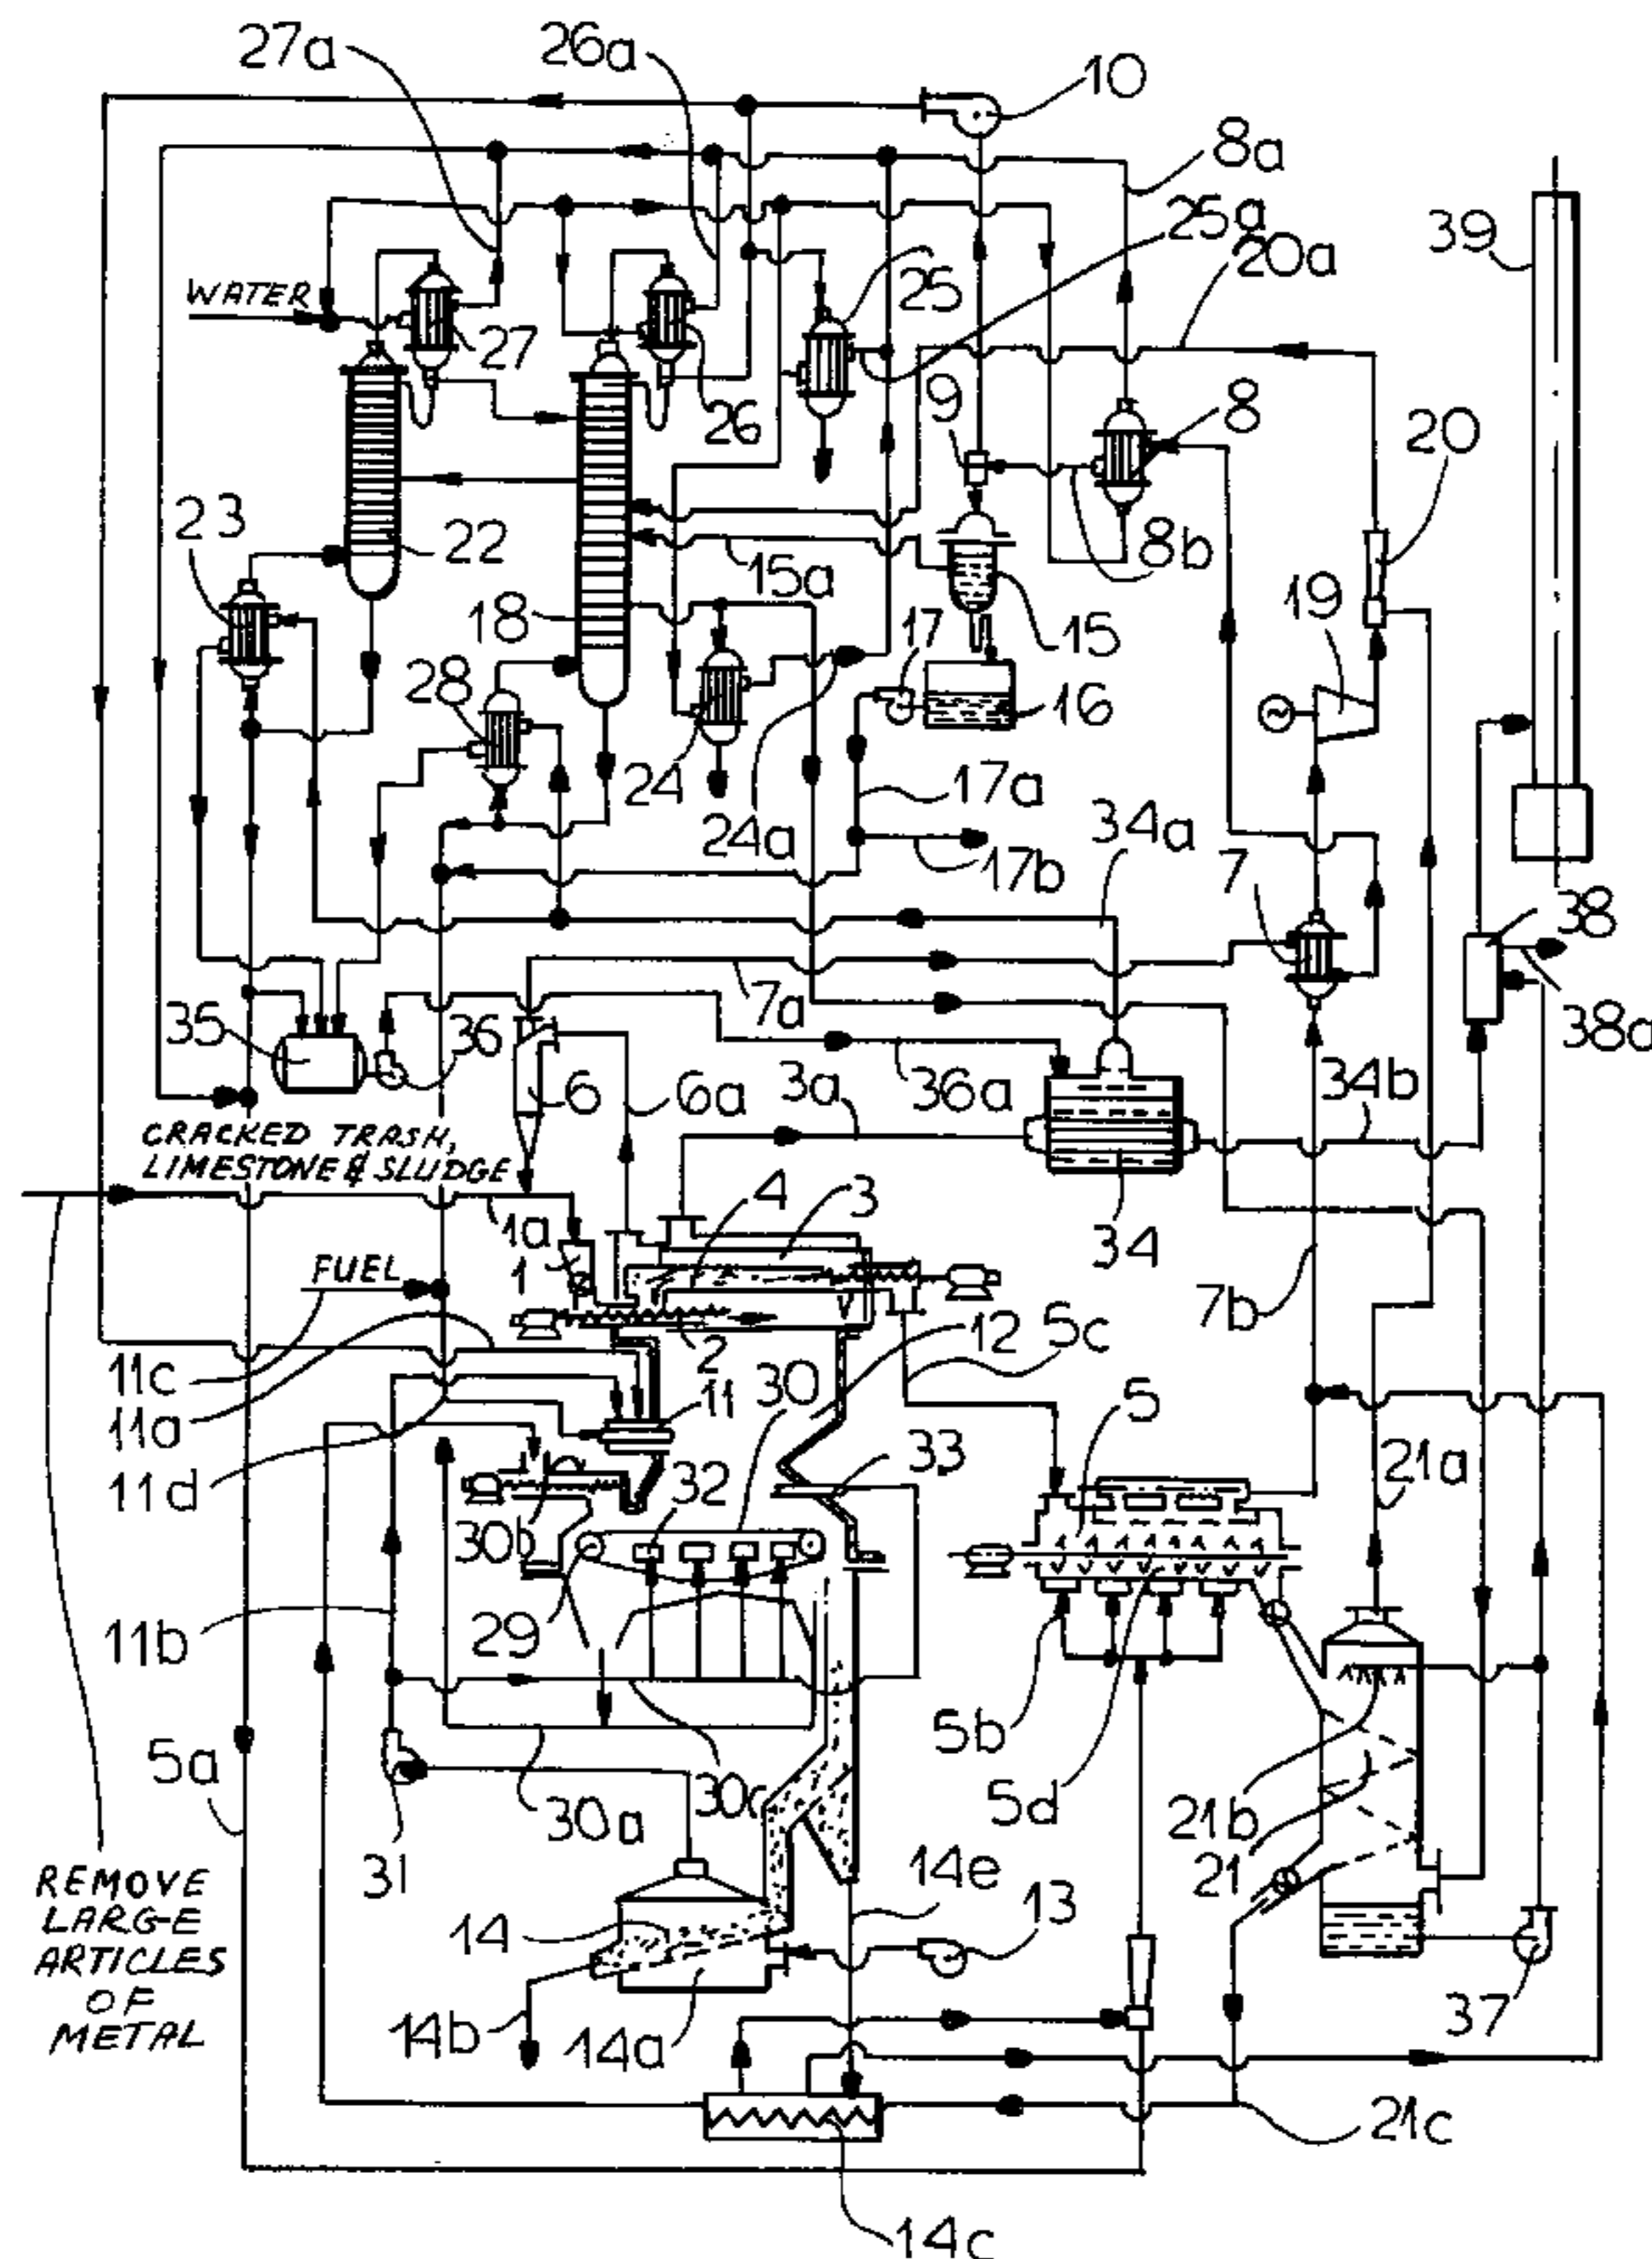 27a
26a
10
8a
25a
20a
39
WATER
25
27
26
9
8
20
23
22
15a
8b
19
18
17
15
28
16
24
17a
24a
34a
17b
7
38
7a
35
36
6
6a
3a
36a
34b
38a
CRACKED TRASH,
LIMESTONE & SLUDGE
1a
4
3
34
1
FUEL
7b
2
12
5c
11c
30
11
5
11a
33
11d
32
21a
30b
29
11b
5b
5a
5d
30c
21b
30a
21
31
14e
REMOVE
LARGE
ARTICLES
OF
METAL
14
13
37
14b
14a
21c
14c